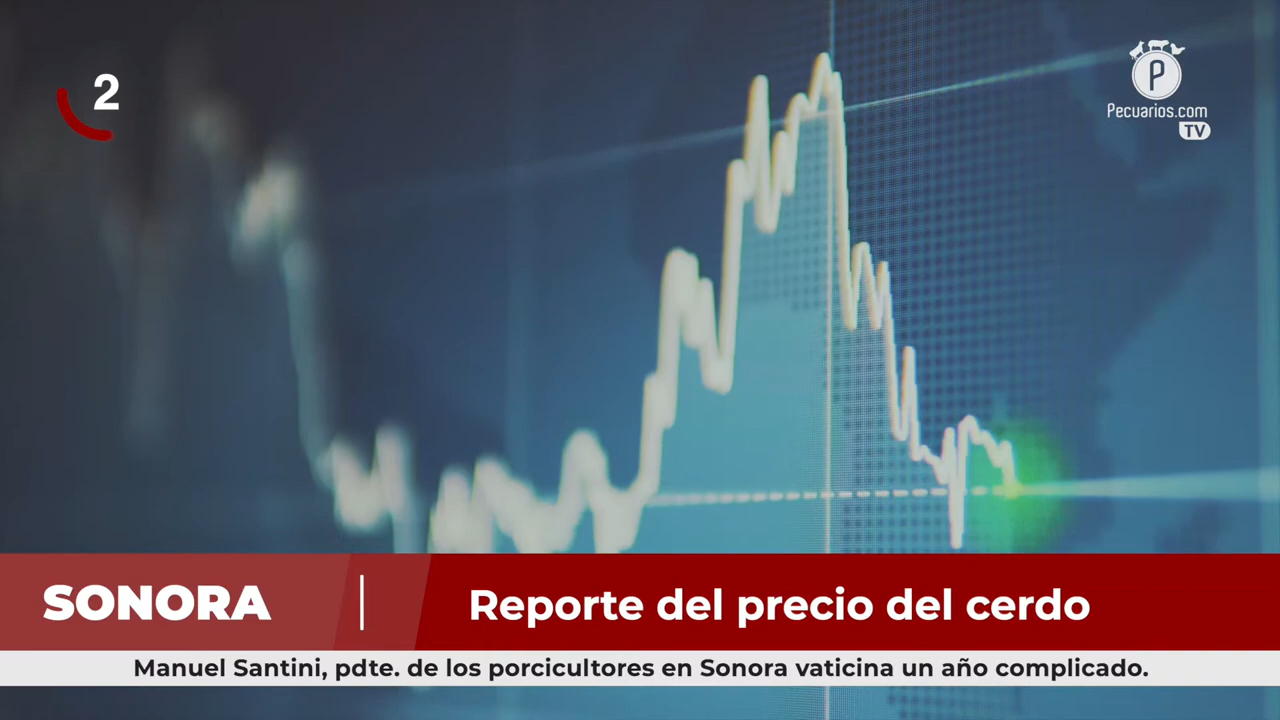 2
P
Pecuarios.com
TV
SONORA
Reporte del precio del cerdo
Manuel Santini, pdte. de los porcicultores en Sonora vaticina un año complicado.